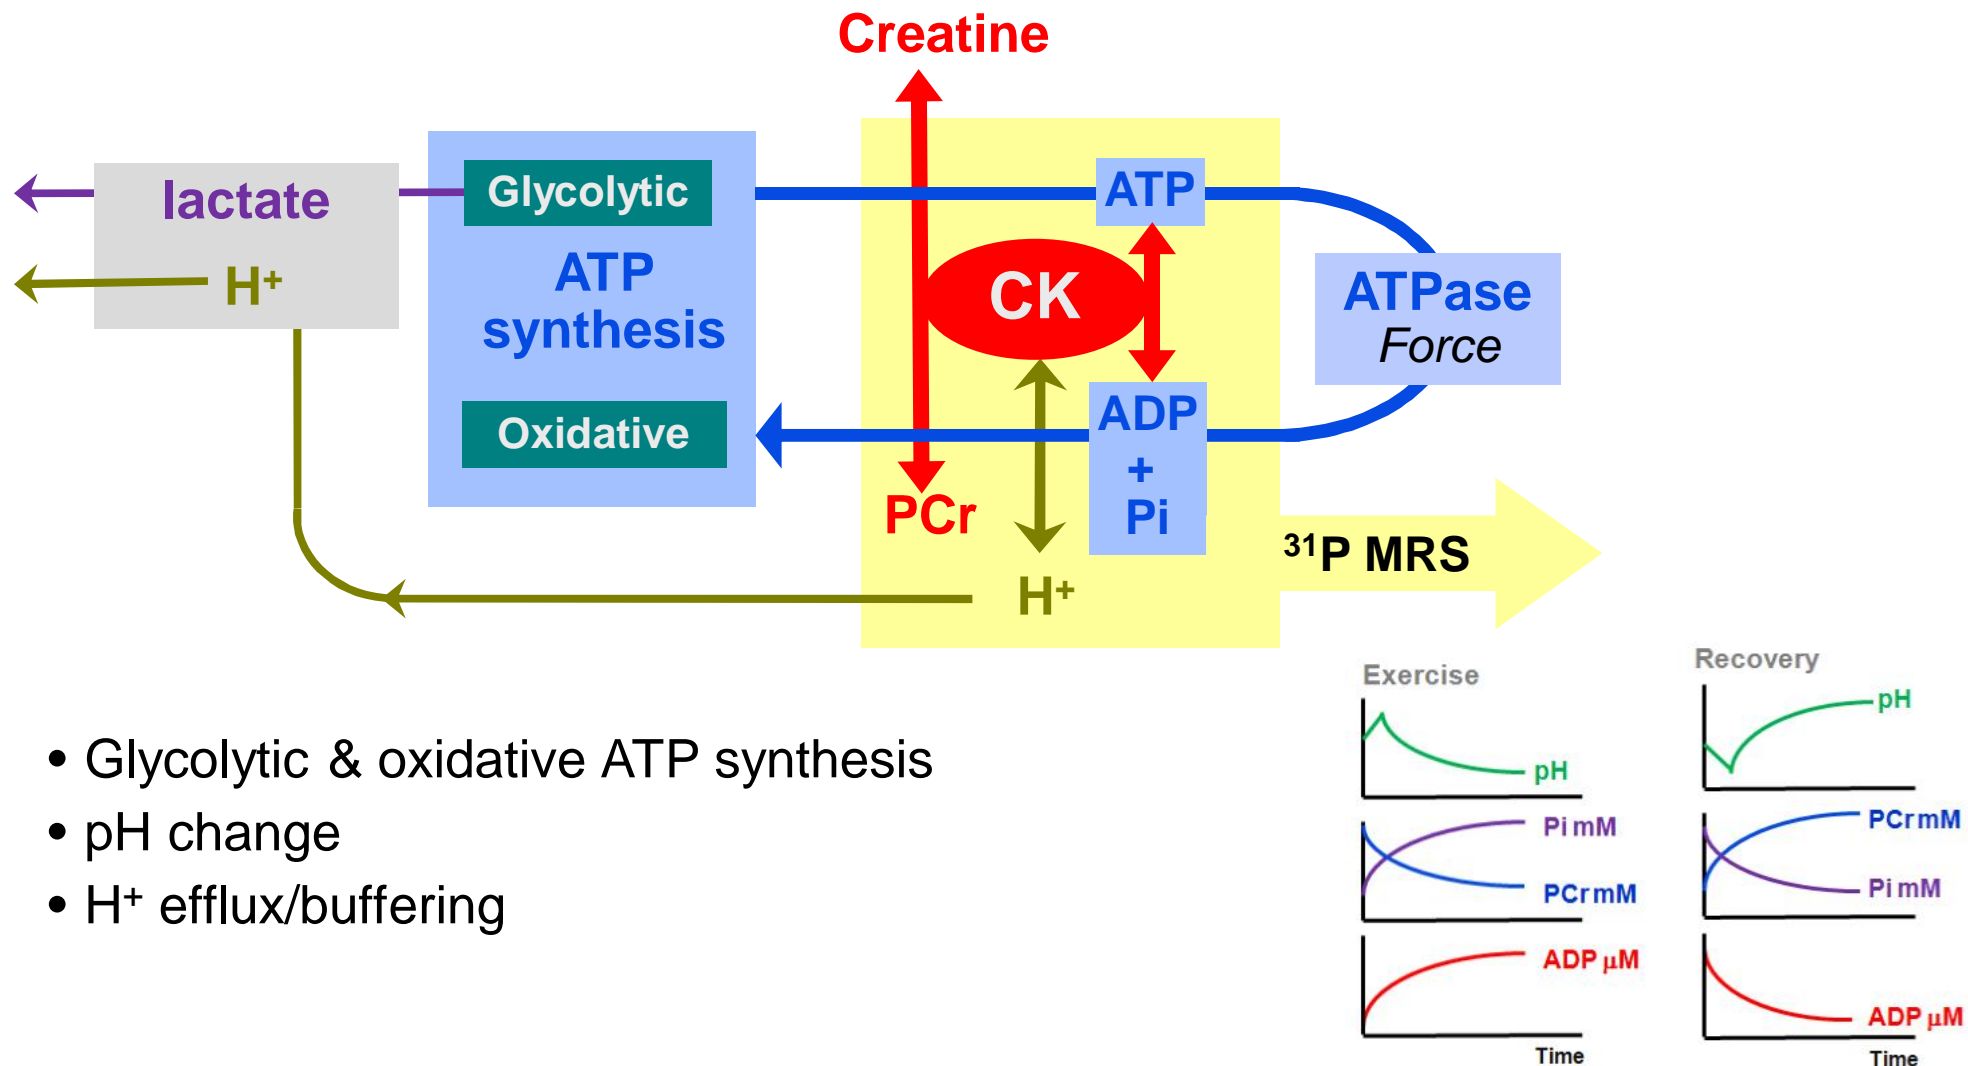 Creatine
lactate
H⁺
Glycolytic
ATP
synthesis
Oxidative
CK
PCr
H⁺
ATP
ADP
+
Pi
ATPase
Force
³¹P MRS
• Glycolytic & oxidative ATP synthesis
• pH change
• H⁺ efflux/buffering
Exercise
pH
Pi mM
PCr mM
ADP µM
Time
Recovery
pH
PCr mM
Pi mM
ADP µM
Time